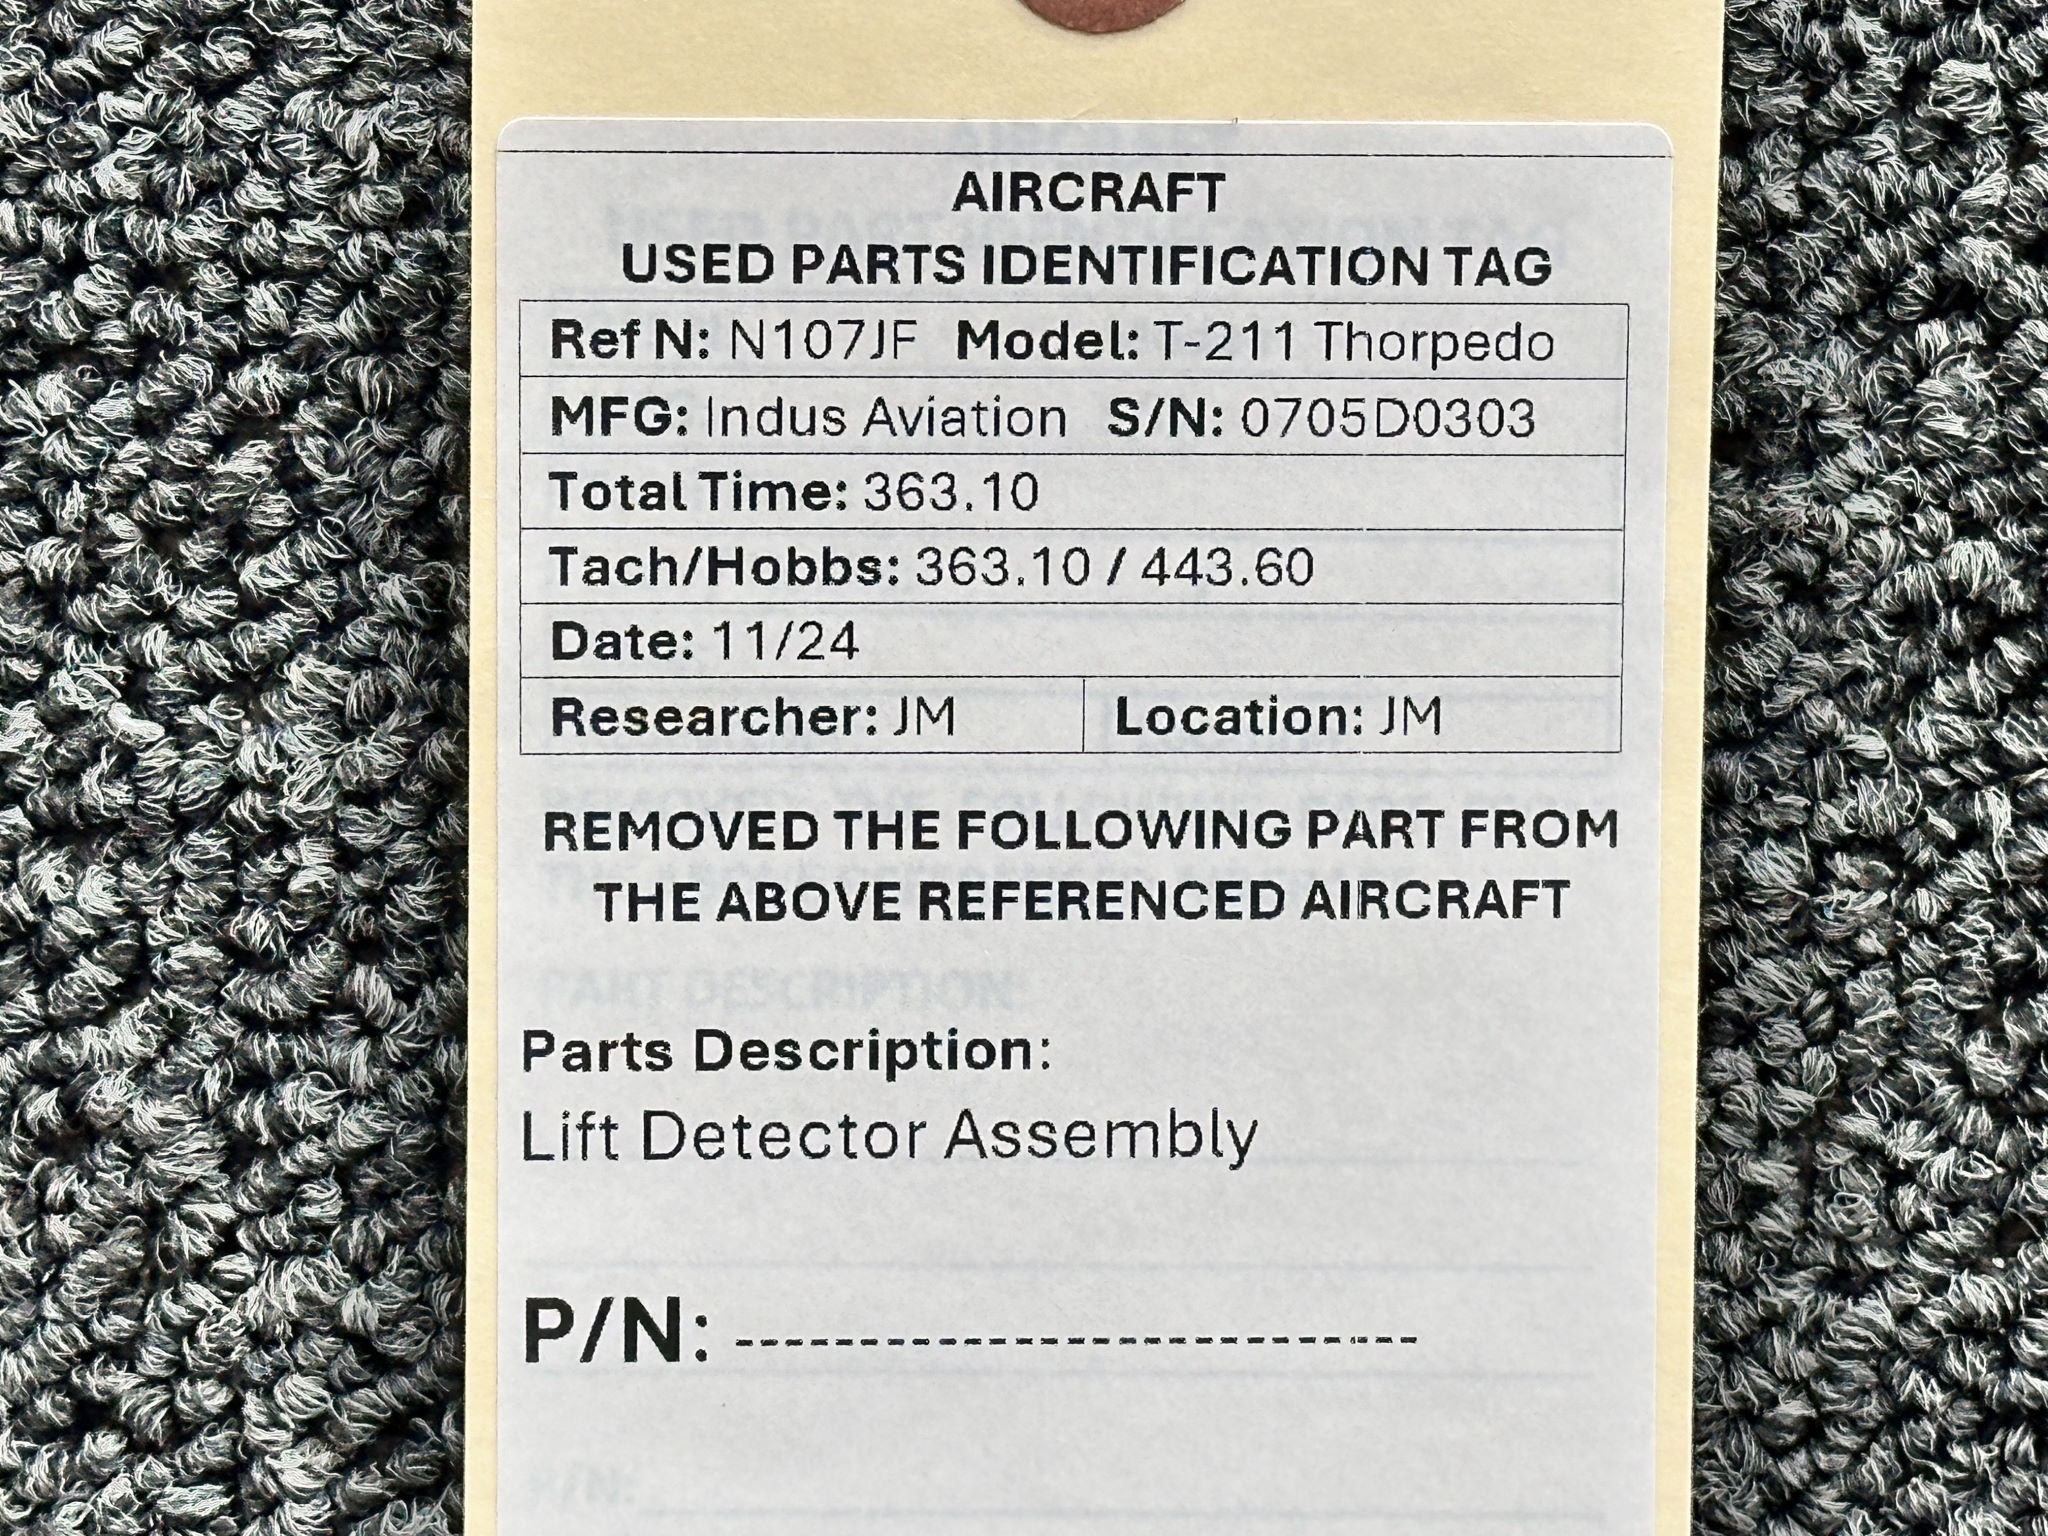 AIRCRAFT
USED PARTS IDENTIFICATION TAG
Ref N: N107JF Model: T-211 Thorpedo
MFG: Indus Aviation S/N: 0705D0303
Total Time: 363.10
Tach/Hobbs: 363.10 / 443.60
Date: 11/24
Researcher: JM Location: JM
REMOVED THE FOLLOWING PART FROM
THE ABOVE REFERENCED AIRCRAFT
PART DESCRIPTION:
Parts Description:
Lift Detector Assembly
P/N: ----------------------------
P/N: